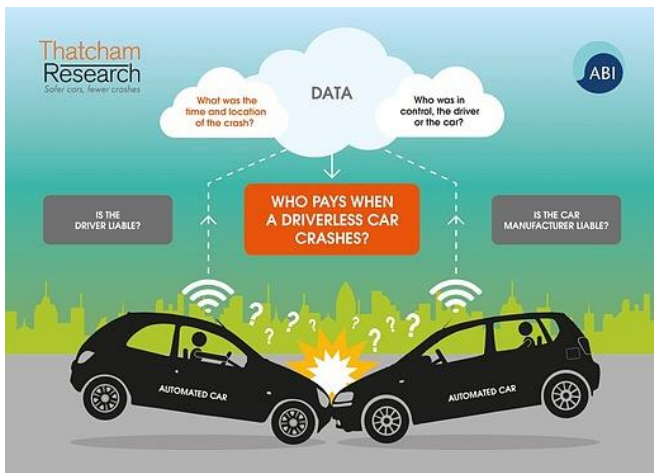 Thatcham
Research
Safer cars, fewer crashes
ABI
DATA
What was the
time and location
of the crash?
Who was in
control, the driver
or the car?
IS THE
DRIVER LIABLE?
WHO PAYS WHEN
A DRIVERLESS CAR
CRASHES?
IS THE CAR
MANUFACTURER LIABLE?
? ? ? ? ? ? ? ?
AUTOMATED CAR
AUTOMATED CAR